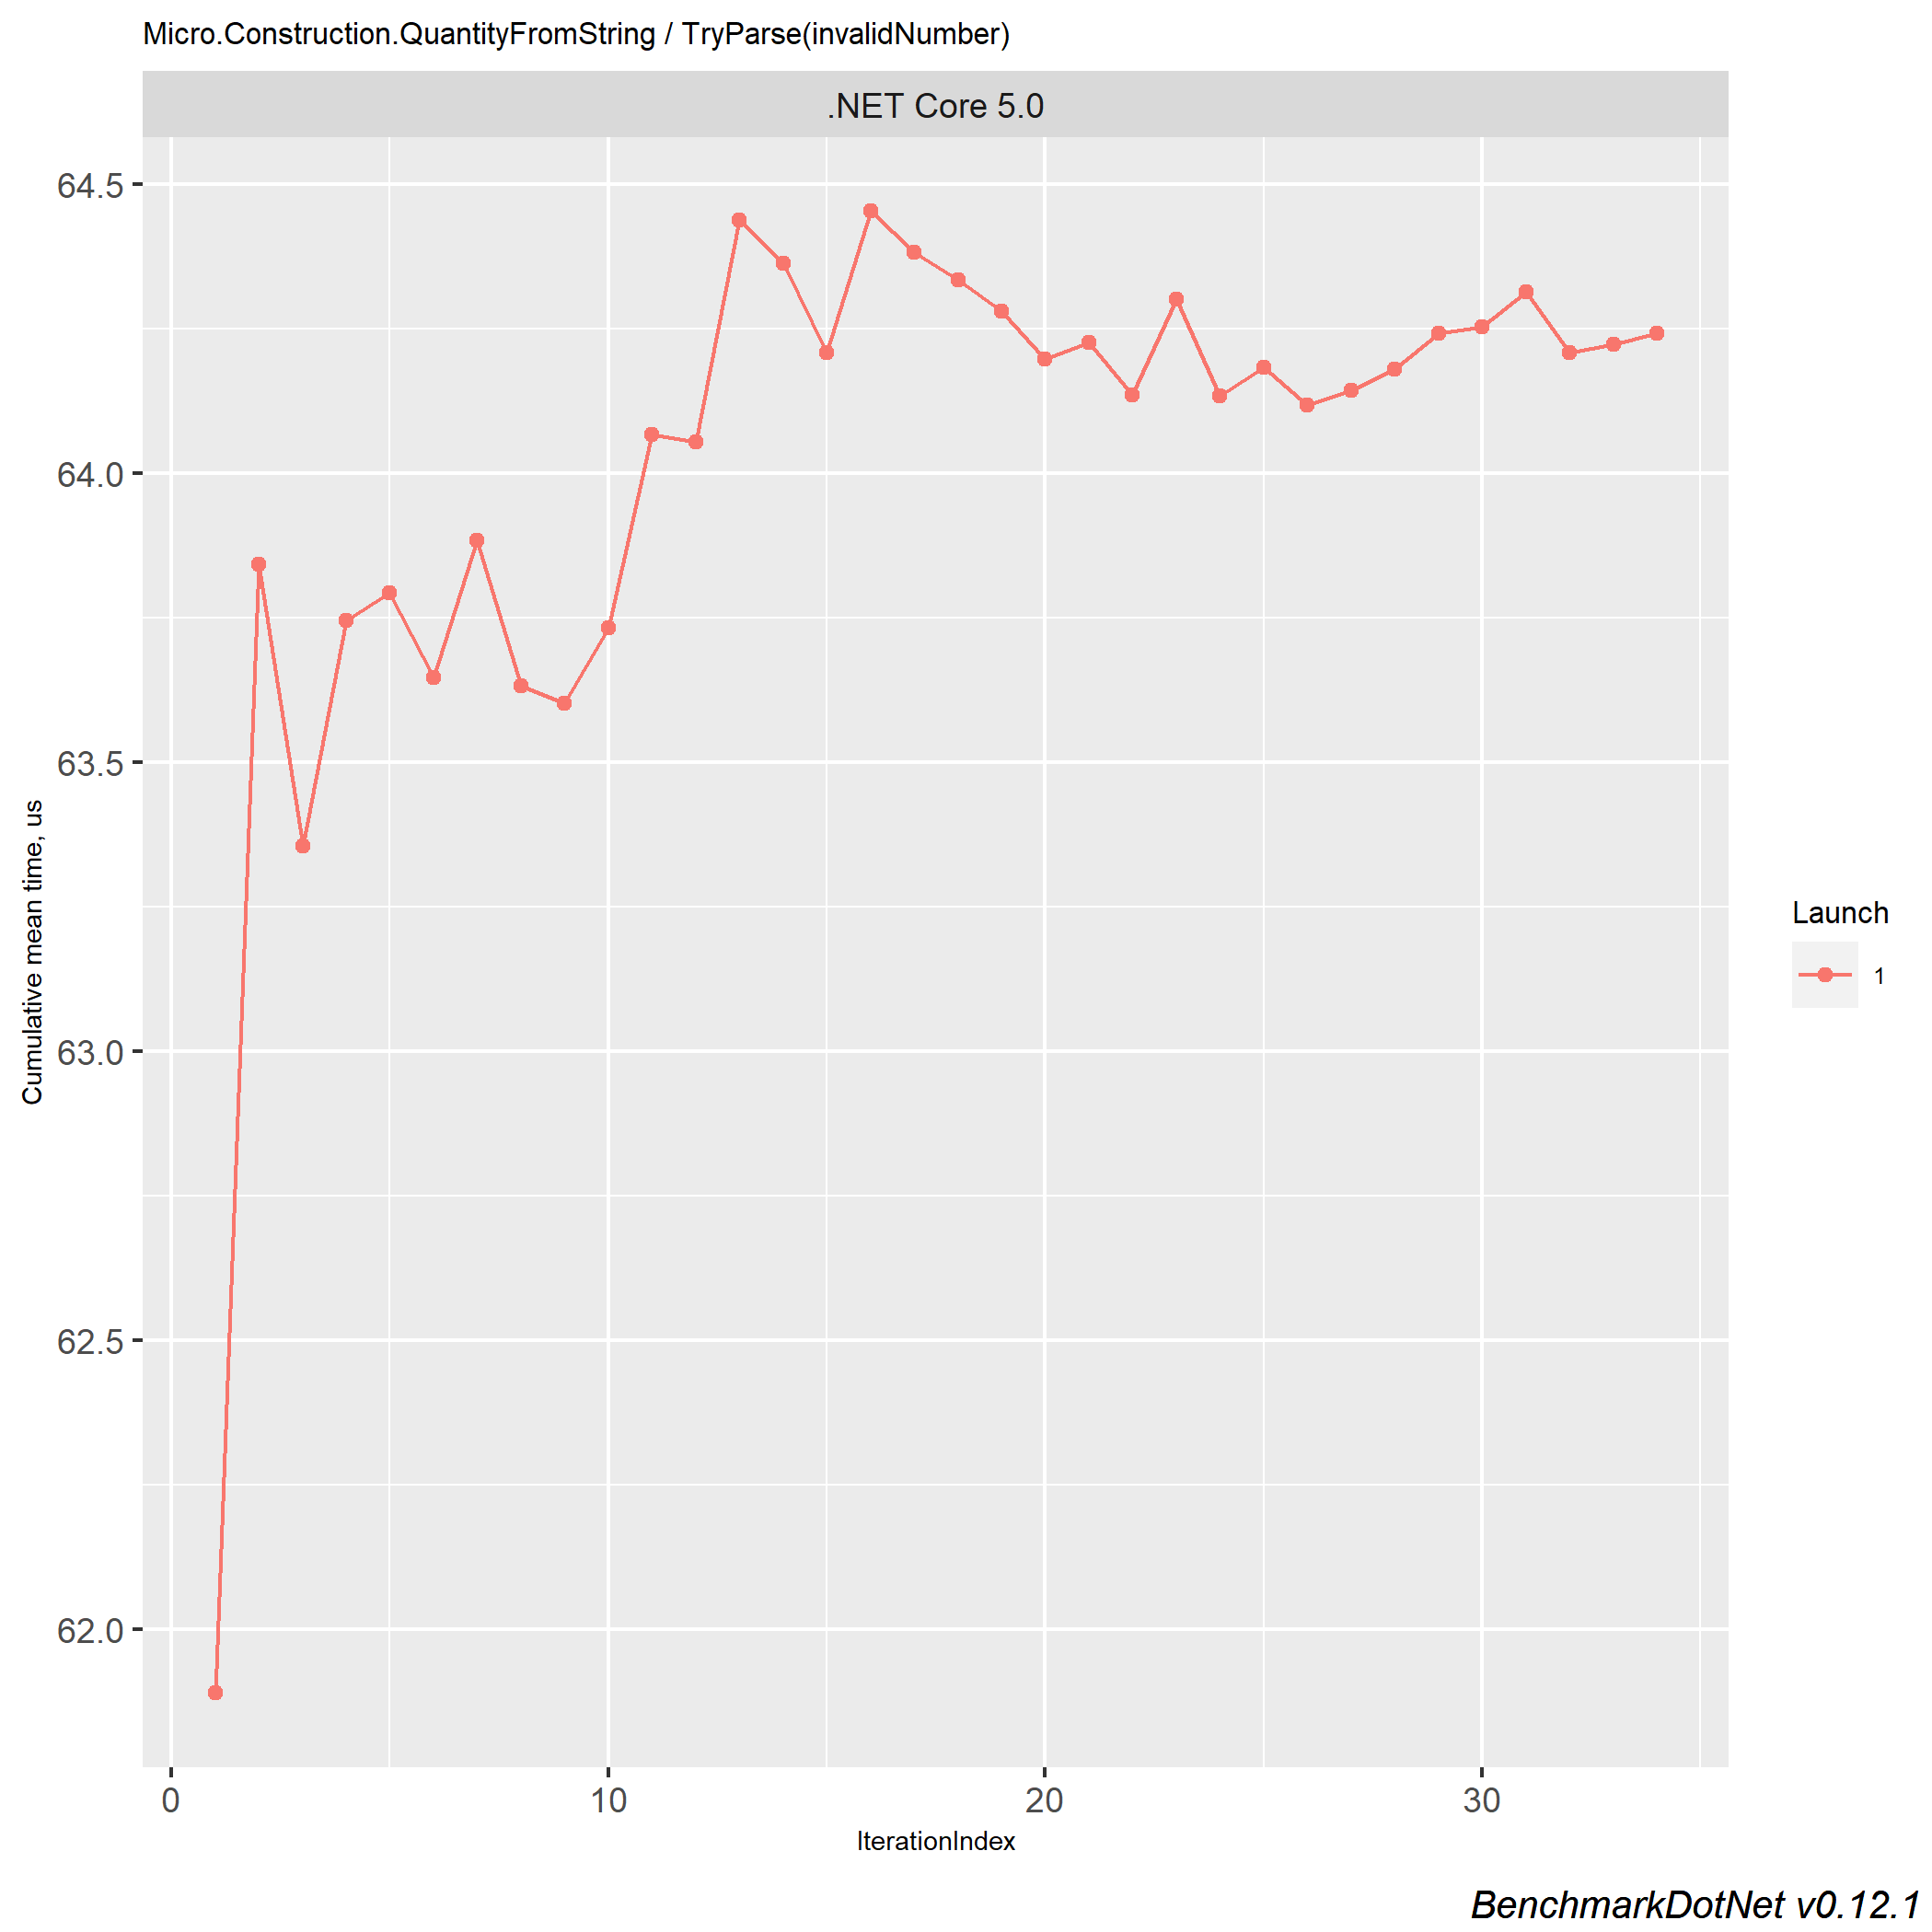 Micro.Construction.QuantityFromString / TryParse(invalidNumber)
.NET Core 5.0
64.5
64.0
63.5
63.0
62.5
62.0
Cumulative mean time, us
0 10 20 30
IterationIndex
Launch
1
BenchmarkDotNet v0.12.1